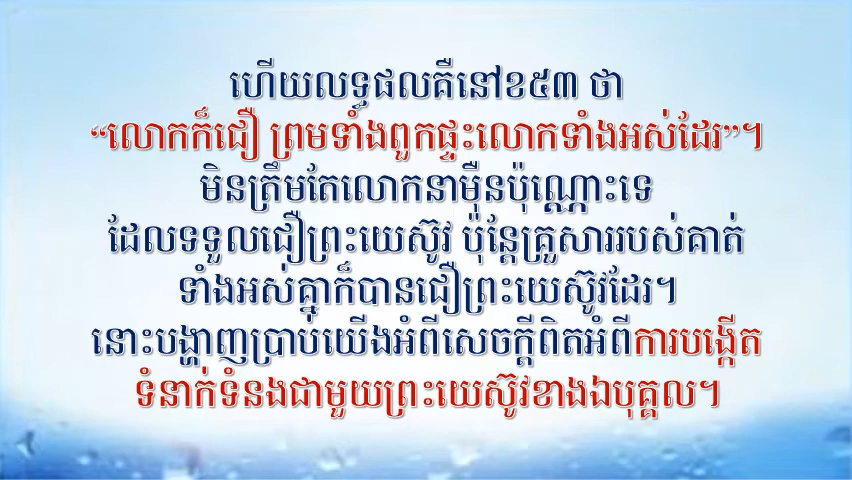 ហើយលទ្ធផលគឺនៅខ៥៣ ថា
“លោកក៏ជឿ ព្រមទាំងពួកផ្ទះលោកទាំងអស់ដែរ”។
មិនត្រឹមតែលោកនាម៉ឺនប៉ុណ្ណោះទេ
ដែលទទួលជឿព្រះយេស៊ូវ ប៉ុន្តែគ្រួសាររបស់គាត់
ទាំងអស់គ្នាក៏បានជឿព្រះយេស៊ូវដែរ។
នោះបង្ហាញប្រាប់យើងអំពីសេចក្តីពិតអំពីការបង្កើត
ទំនាក់ទំនងជាមួយព្រះយេស៊ូវខាងឯបុគ្គល។